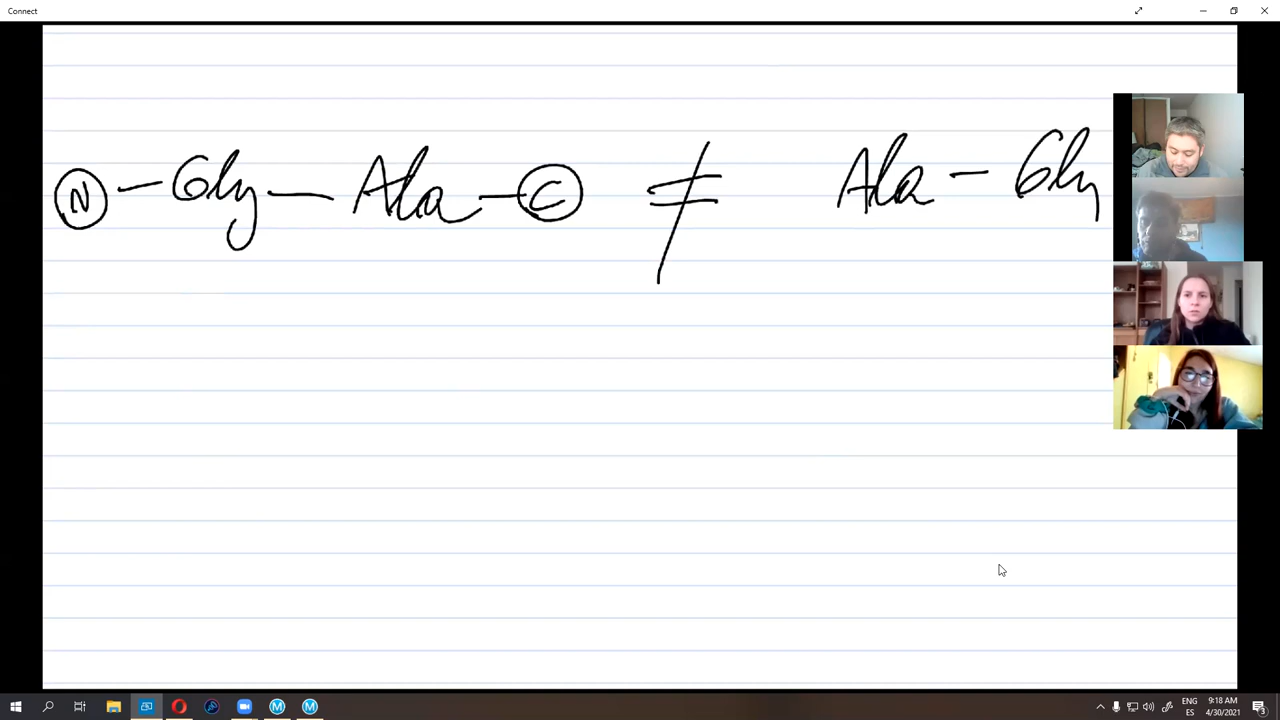 Connect
N - Gly - Ala - C ≠ Ala - Gly
ENG
ES
9:18 AM
4/30/2021